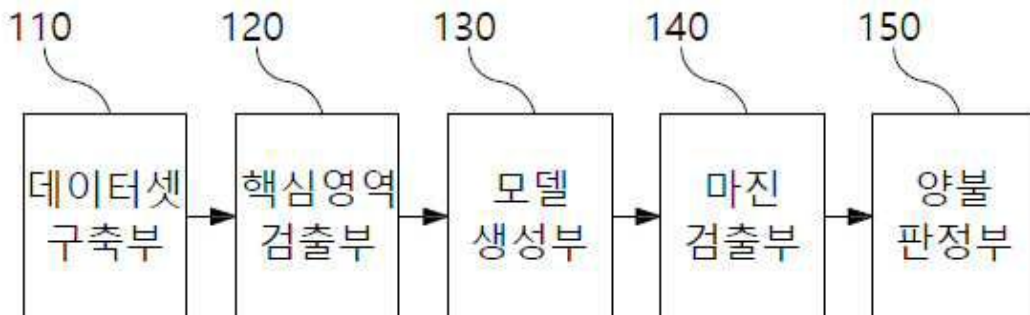 110 120 130 140 150
데이터셋 핵심영역 모델 마진 양불
구축부 검출부 생성부 검출부 판정부